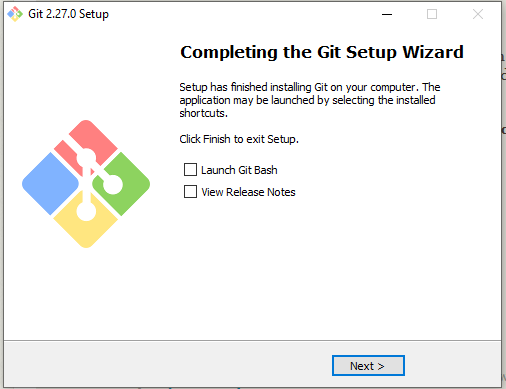 Git 2.27.0 Setup
Completing the Git Setup Wizard
Setup has finished installing Git on your computer. The
application may be launched by selecting the installed
shortcuts.
Click Finish to exit Setup.
Launch Git Bash
View Release Notes
Next >